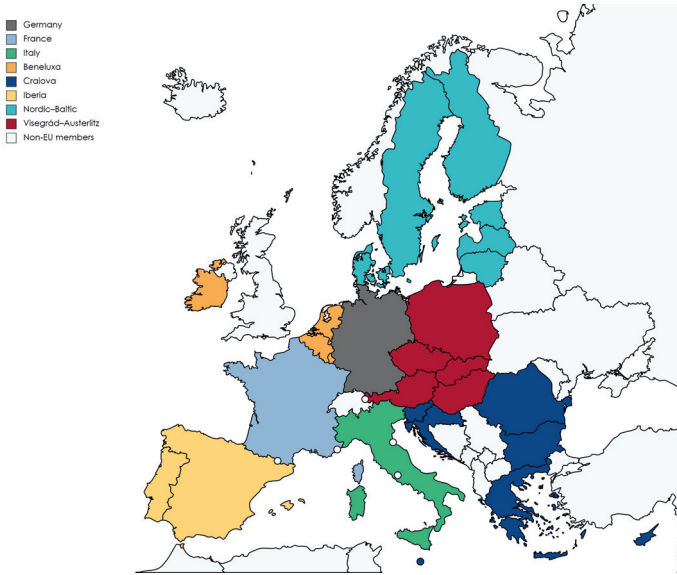 Germany
France
Italy
Beneluxa
Craiova
Iberia
Nordic–Baltic
Visegrád–Austerlitz
Non-EU members